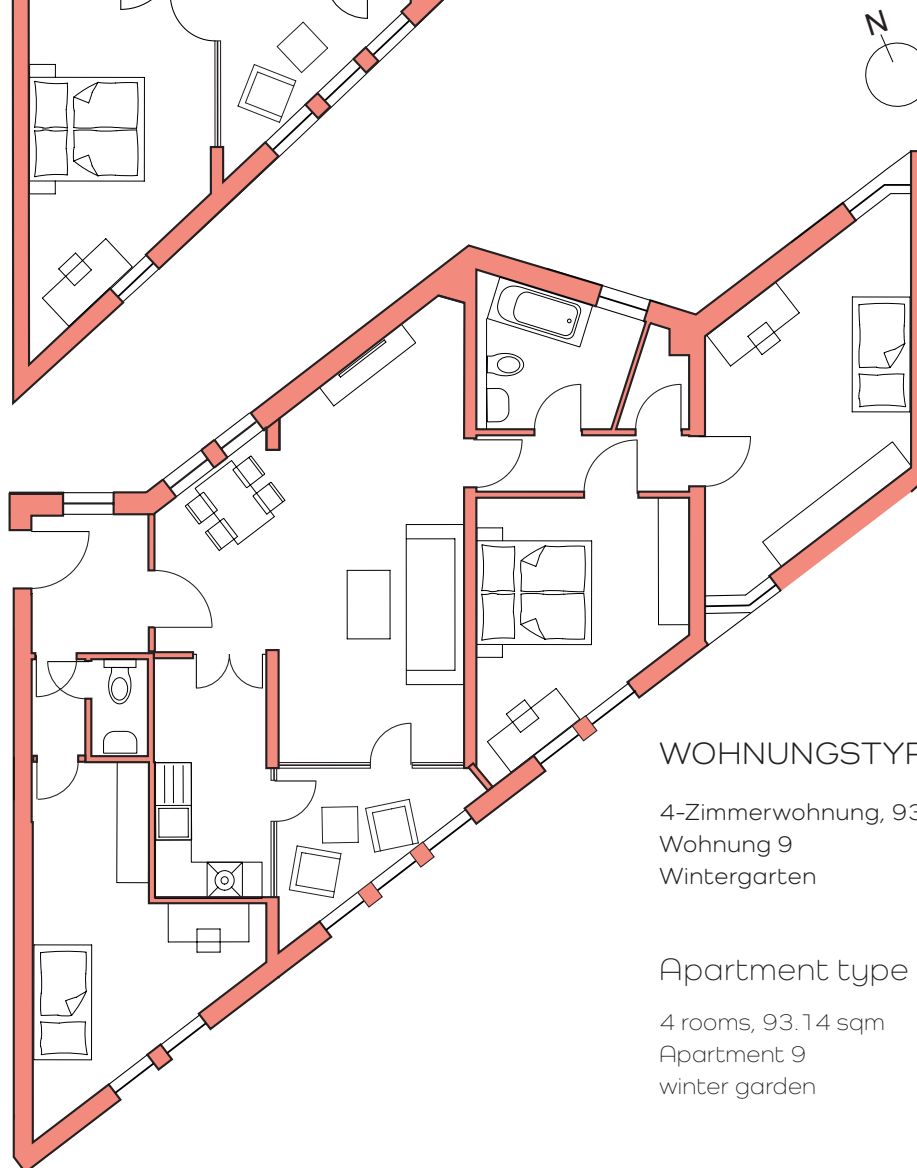 N
WOHNUNGSTYP
4-Zimmerwohnung, 93
Wohnung 9
Wintergarten
Apartment type
4 rooms, 93.14 sqm
Apartment 9
winter garden